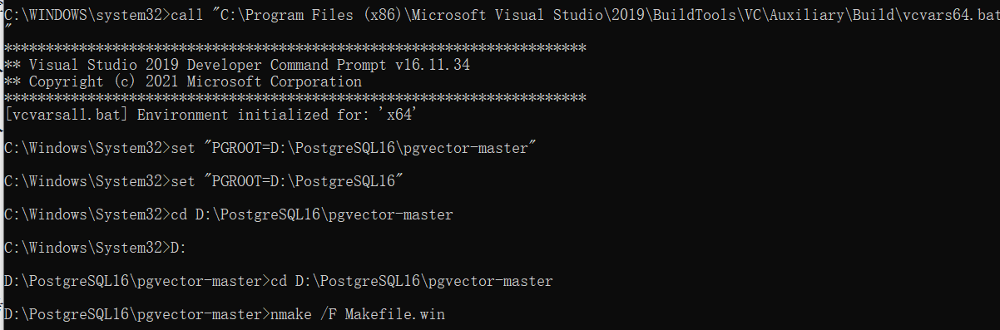 C:\WINDOWS\system32>call "C:\Program Files (x86)\Microsoft Visual Studio\2019\BuildTools\VC\Auxiliary\Build\vcvars64.bat
"
**********************************************************************
** Visual Studio 2019 Developer Command Prompt v16.11.34
** Copyright (c) 2021 Microsoft Corporation
**********************************************************************
[vcvarsall.bat] Environment initialized for: 'x64'
C:\Windows\System32>set "PGROOT=D:\PostgreSQL16\pgvector-master"
C:\Windows\System32>set "PGROOT=D:\PostgreSQL16"
C:\Windows\System32>cd D:\PostgreSQL16\pgvector-master
C:\Windows\System32>D:
D:\PostgreSQL16\pgvector-master>cd D:\PostgreSQL16\pgvector-master
D:\PostgreSQL16\pgvector-master>nmake /F Makefile.win